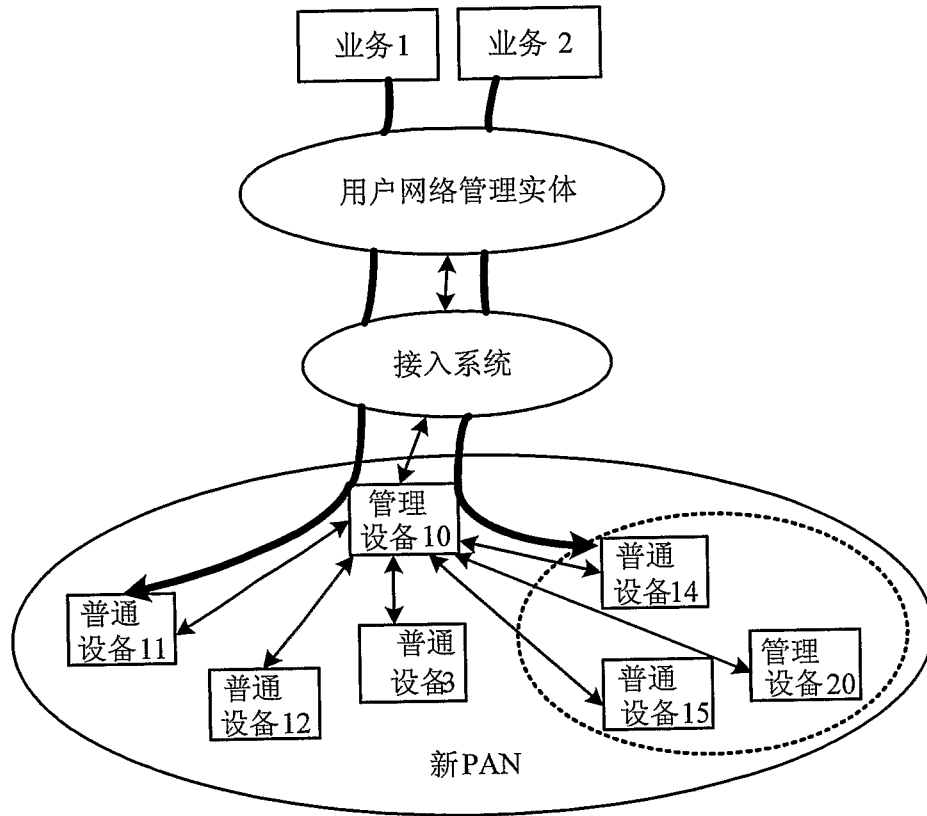 业务1
业务 2
用户网络管理实体
接入系统
管理
设备10
普通
设备14
普通
设备11
普通
设备3
管理
设备20
普通
设备12
普通
设备15
新PAN